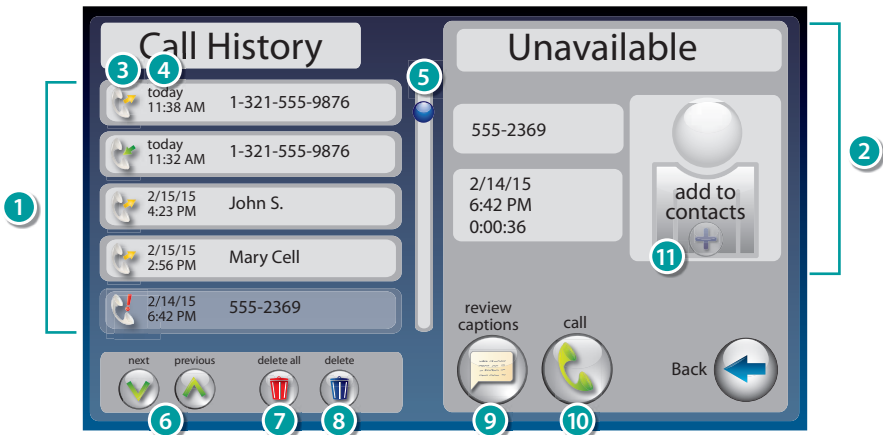 Call History
Unavailable
3
4
5
today
11:38 AM
1-321-555-9876
today
11:32 AM
1-321-555-9876
2/15/15
4:23 PM
John S.
2/15/15
2:56 PM
Mary Cell
2/14/15
6:42 PM
555-2369
1
next
previous
delete all
delete
6
7
8
555-2369
2/14/15
6:42 PM
0:00:36
add to
contacts
11
2
review
captions
call
Back
9
10